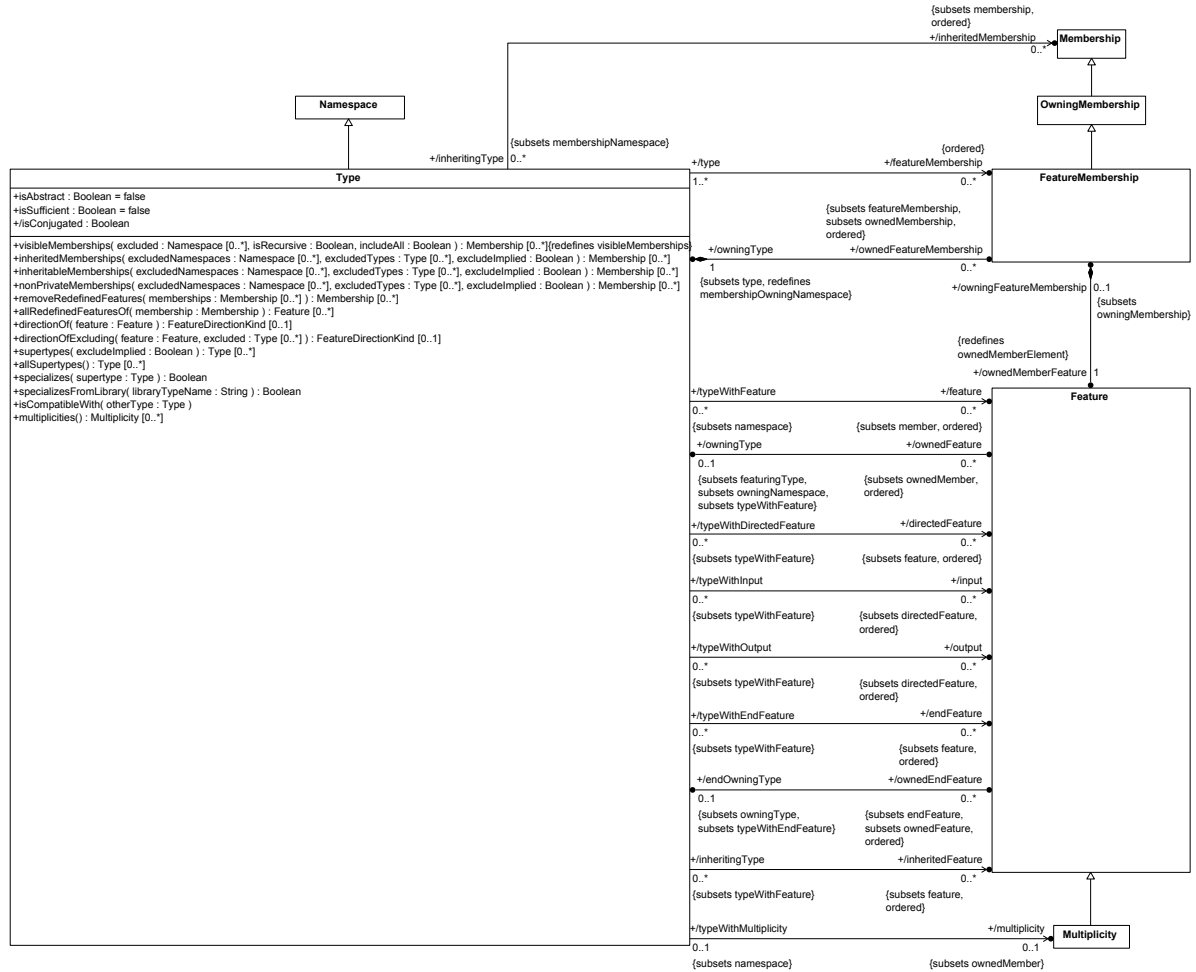 {subsets membership,
ordered}
+/inheritedMembership
0..*
Membership
Namespace
OwningMembership
+/inheritingType
0..*
{subsets membershipNamespace}
Type
+isAbstract : Boolean = false
+isSufficient : Boolean = false
+/isConjugated : Boolean
+visibleMemberships( excluded : Namespace [0..*], isRecursive : Boolean, includeAll : Boolean ) : Membership [0..*]{redefines visibleMemberships}
+inheritedMemberships( excludedNamespaces : Namespace [0..*], excludedTypes : Type [0..*], excludeImplied : Boolean ) : Membership [0..*]
+inheritableMemberships( excludedNamespaces : Namespace [0..*], excludedTypes : Type [0..*], excludeImplied : Boolean ) : Membership [0..*]
+nonPrivateMemberships( excludedNamespaces : Namespace [0..*], excludedTypes : Type [0..*], excludeImplied : Boolean ) : Membership [0..*]
+removeRedefinedFeatures( memberships : Membership [0..*] ) : Membership [0..*]
+allRedefinedFeaturesOf( membership : Membership ) : Feature [0..*]
+directionOf( feature : Feature ) : FeatureDirectionKind [0..1]
+directionOfExcluding( feature : Feature, excluded : Type [0..*] ) : FeatureDirectionKind [0..1]
+supertypes( excludeImplied : Boolean ) : Type [0..*]
+allSupertypes() : Type [0..*]
+specializes( supertype : Type ) : Boolean
+specializesFromLibrary( libraryTypeName : String ) : Boolean
+isCompatibleWith( otherType : Type )
+multiplicities() : Multiplicity [0..*]
+/type
1..*
{ordered}
+/featureMembership
0..*
FeatureMembership
{subsets featureMembership,
subsets ownedMembership,
ordered}
+/owningType
+/ownedFeatureMembership
1
0..*
{subsets type, redefines
membershipOwningNamespace}
+/owningFeatureMembership
0..1
{subsets
owningMembership}
{redefines
ownedMemberElement}
+/ownedMemberFeature
1
Feature
+/typeWithFeature
+/feature
0..*
0..*
{subsets namespace}
{subsets member, ordered}
+/owningType
+/ownedFeature
0..1
0..*
{subsets featuringType,
subsets owningNamespace,
subsets typeWithFeature}
{subsets ownedMember,
ordered}
+/typeWithDirectedFeature
+/directedFeature
0..*
0..*
{subsets typeWithFeature}
{subsets feature, ordered}
+/typeWithInput
+/input
0..*
0..*
{subsets typeWithFeature}
{subsets directedFeature,
ordered}
+/typeWithOutput
+/output
0..*
0..*
{subsets typeWithFeature}
{subsets directedFeature,
ordered}
+/typeWithEndFeature
+/endFeature
0..*
0..*
{subsets typeWithFeature}
{subsets feature,
ordered}
+/endOwningType
+/ownedEndFeature
0..1
0..*
{subsets owningType,
subsets typeWithEndFeature}
{subsets endFeature,
subsets ownedFeature,
ordered}
+/inheritingType
+/inheritedFeature
0..*
0..*
{subsets typeWithFeature}
{subsets feature,
ordered}
+/typeWithMultiplicity
+/multiplicity
0..1
0..1
{subsets namespace}
{subsets ownedMember}
Multiplicity